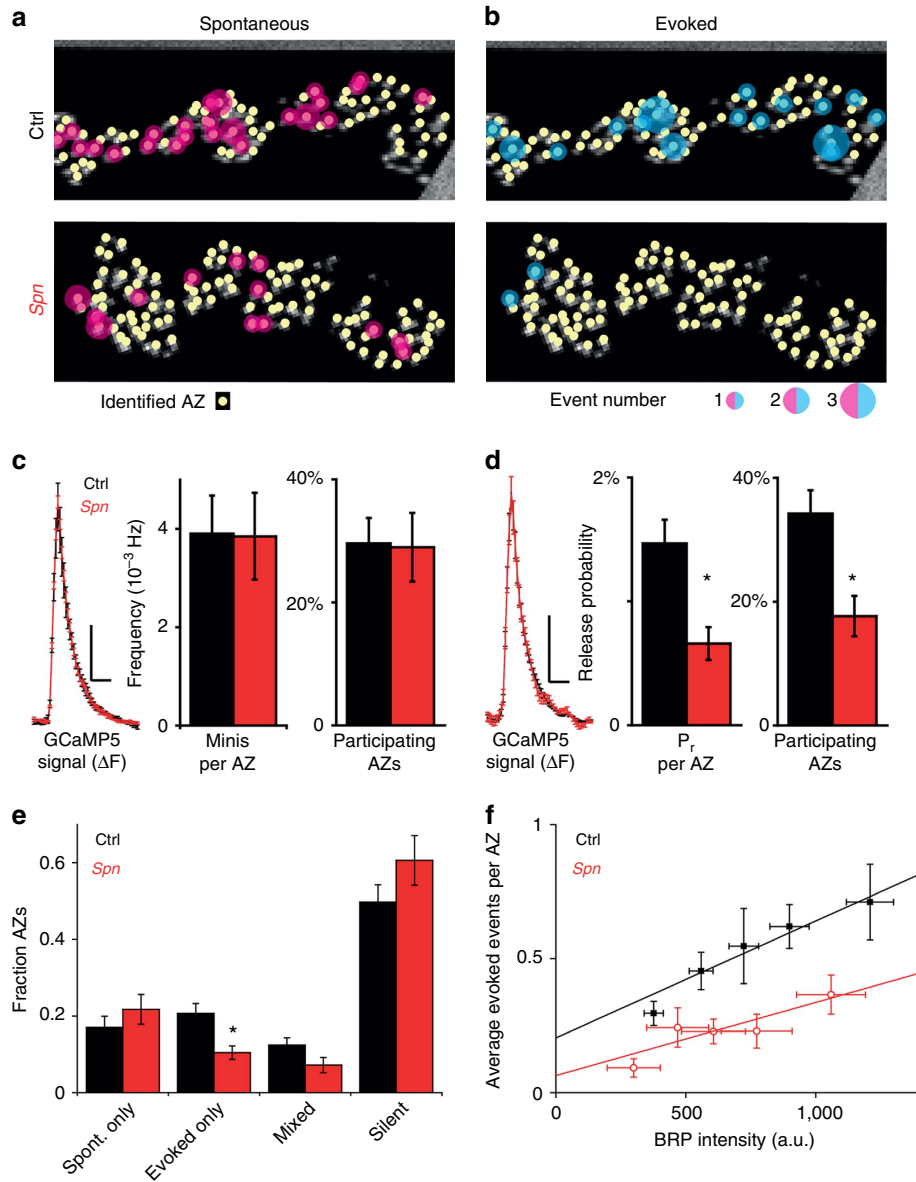 a
Spontaneous
b
Evoked
Ctrl
Spn
Identified AZ
Event number 1 2 3
c
Ctrl
Spn
GCaMP5
signal (ΔF)
Frequency (10⁻³ Hz)
4
2
0
Minis
per AZ
40%
20%
0
Participating
AZs
d
GCaMP5
signal (ΔF)
Release probability
2%
0
*
Pᵣ
per AZ
40%
20%
0
*
Participating
AZs
e
Ctrl
Spn
Fraction AZs
0.6
0.4
0.2
0
*
Spont. only
Evoked only
Mixed
Silent
f
Ctrl
Spn
Average evoked events per AZ
1
0.5
0
0
500
1,000
BRP intensity (a.u.)